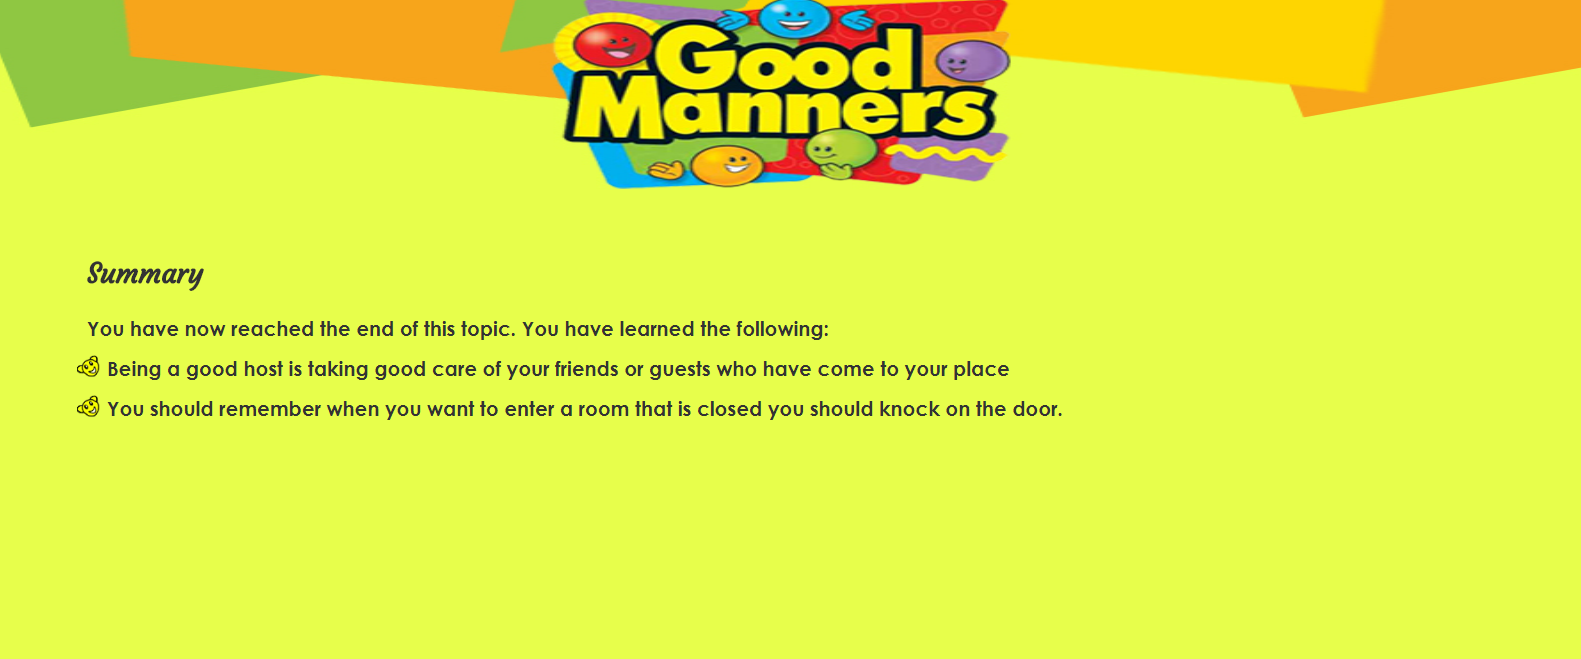 Good
Manners
Summary
You have now reached the end of this topic. You have learned the following:
Being a good host is taking good care of your friends or guests who have come to your place
You should remember when you want to enter a room that is closed you should knock on the door.